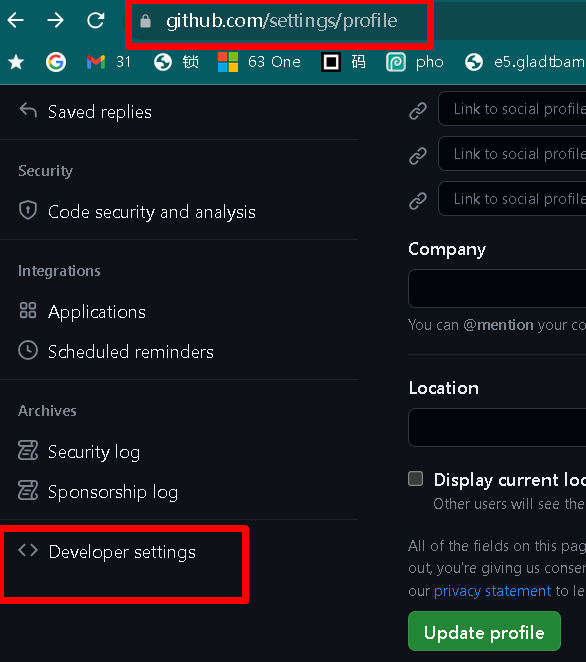 github.com/settings/profile
31
锁
63 One
码
pho
e5.gladtbam
Saved replies
Link to social profile
Link to social profile
Link to social profile
Security
Code security and analysis
Company
Integrations
Applications
You can @mention your co
Scheduled reminders
Location
Archives
Security log
Sponsorship log
Display current loc
Other users will see the
Developer settings
All of the fields on this pag
out, you're giving us conser
our privacy statement to le
Update profile